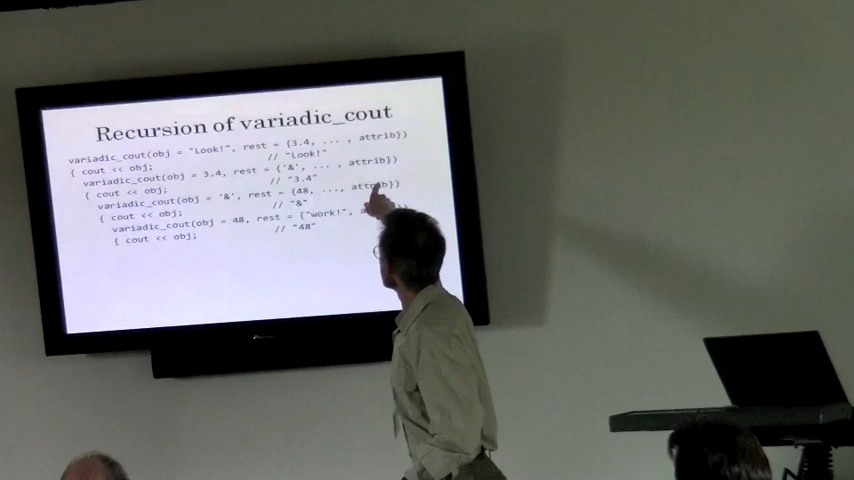 Recursion of variadic_cout
variadic_cout(obj = "Look!", rest = {3.4, ... , attrib})
{ cout << obj; // "Look!"
variadic_cout(obj = 3.4, rest = {'&', ... , attrib})
{ cout << obj; // "3.4"
variadic_cout(obj = '&', rest = {48, ..., attrib})
{ cout << obj; // "&"
variadic_cout(obj = 48, rest = {"work!",
{ cout << obj; // "48"